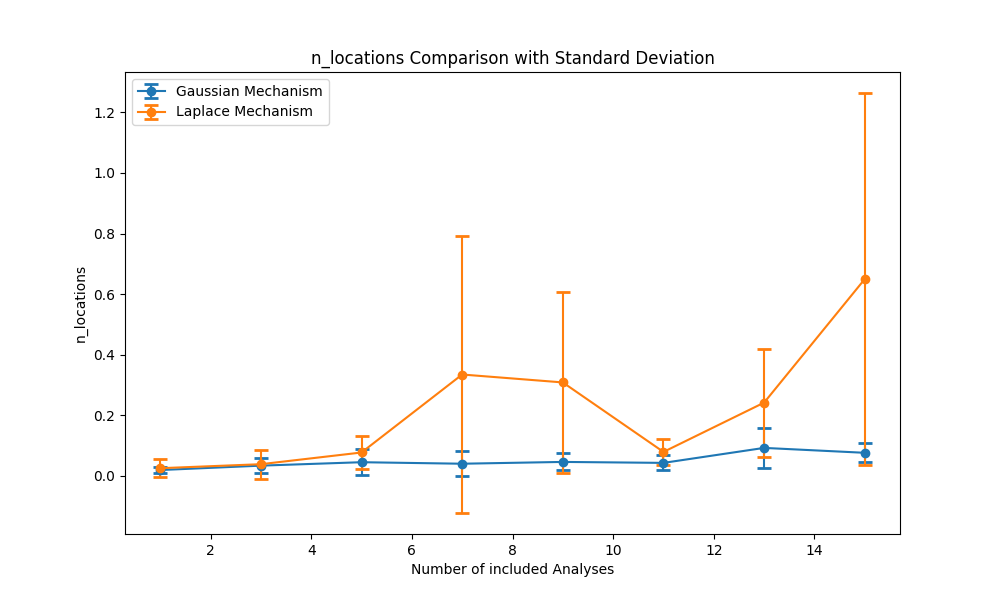 n_locations Comparison with Standard Deviation
Gaussian Mechanism
Laplace Mechanism
1.2
1.0
0.8
0.6
0.4
0.2
0.0
n_locations
2 4 6 8 10 12 14
Number of included Analyses